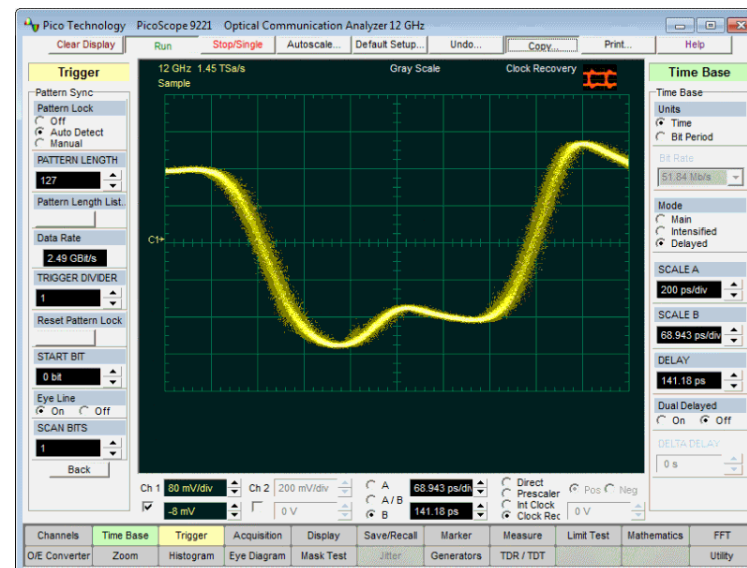 Pico Technology PicoScope 9221 Optical Communication Analyzer 12 GHz
Clear Display Run Stop/Single Autoscale... Default Setup... Undo... Copy... Print... Help
Trigger
Pattern Sync
Pattern Lock
Off
Auto Detect
Manual
PATTERN LENGTH
127
Pattern Length List..
Data Rate
2.49 GBit/s
TRIGGER DIVIDER
1
Reset Pattern Lock
START BIT
0 bit
Eye Line
On Off
SCAN BITS
1
Back
12 GHz 1.45 TSa/s Gray Scale Clock Recovery
Sample
C1
Time Base
Time Base
Units
Time
Bit Period
Bit Rate
51.84 Mb/s
Mode
Main
Intensified
Delayed
SCALE A
200 ps/div
SCALE B
68.943 ps/div
DELAY
141.18 ps
Dual Delayed
On Off
DELTA DELAY
0 s
Ch 1 80 mV/div Ch 2 200 mV/div A 68.943 ps/div Direct
A / B Prescaler Pos Neg
-8 mV 0 V B 141.18 ps Int Clock
Clock Rec 0 V
Channels Time Base Trigger Acquisition Display Save/Recall Marker Measure Limit Test Mathematics FFT
O/E Converter Zoom Histogram Eye Diagram Mask Test Jitter Generators TDR / TDT Utility